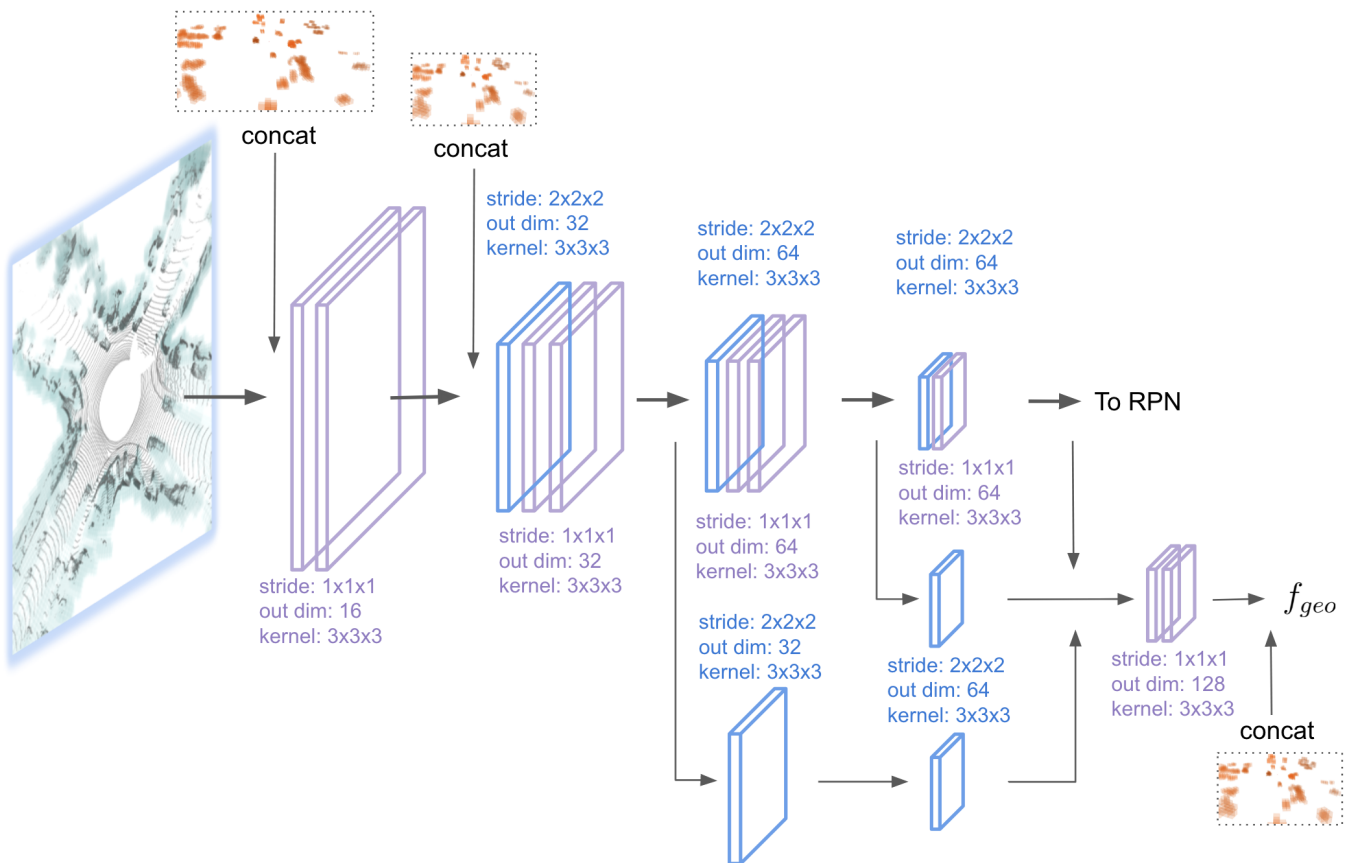 concat
concat
stride: 2x2x2
out dim: 32
kernel: 3x3x3
stride: 2x2x2
out dim: 64
kernel: 3x3x3
stride: 2x2x2
out dim: 64
kernel: 3x3x3
To RPN
stride: 1x1x1
out dim: 16
kernel: 3x3x3
stride: 1x1x1
out dim: 32
kernel: 3x3x3
stride: 1x1x1
out dim: 64
kernel: 3x3x3
stride: 1x1x1
out dim: 64
kernel: 3x3x3
stride: 2x2x2
out dim: 32
kernel: 3x3x3
stride: 2x2x2
out dim: 64
kernel: 3x3x3
stride: 1x1x1
out dim: 128
kernel: 3x3x3
f_geo
concat